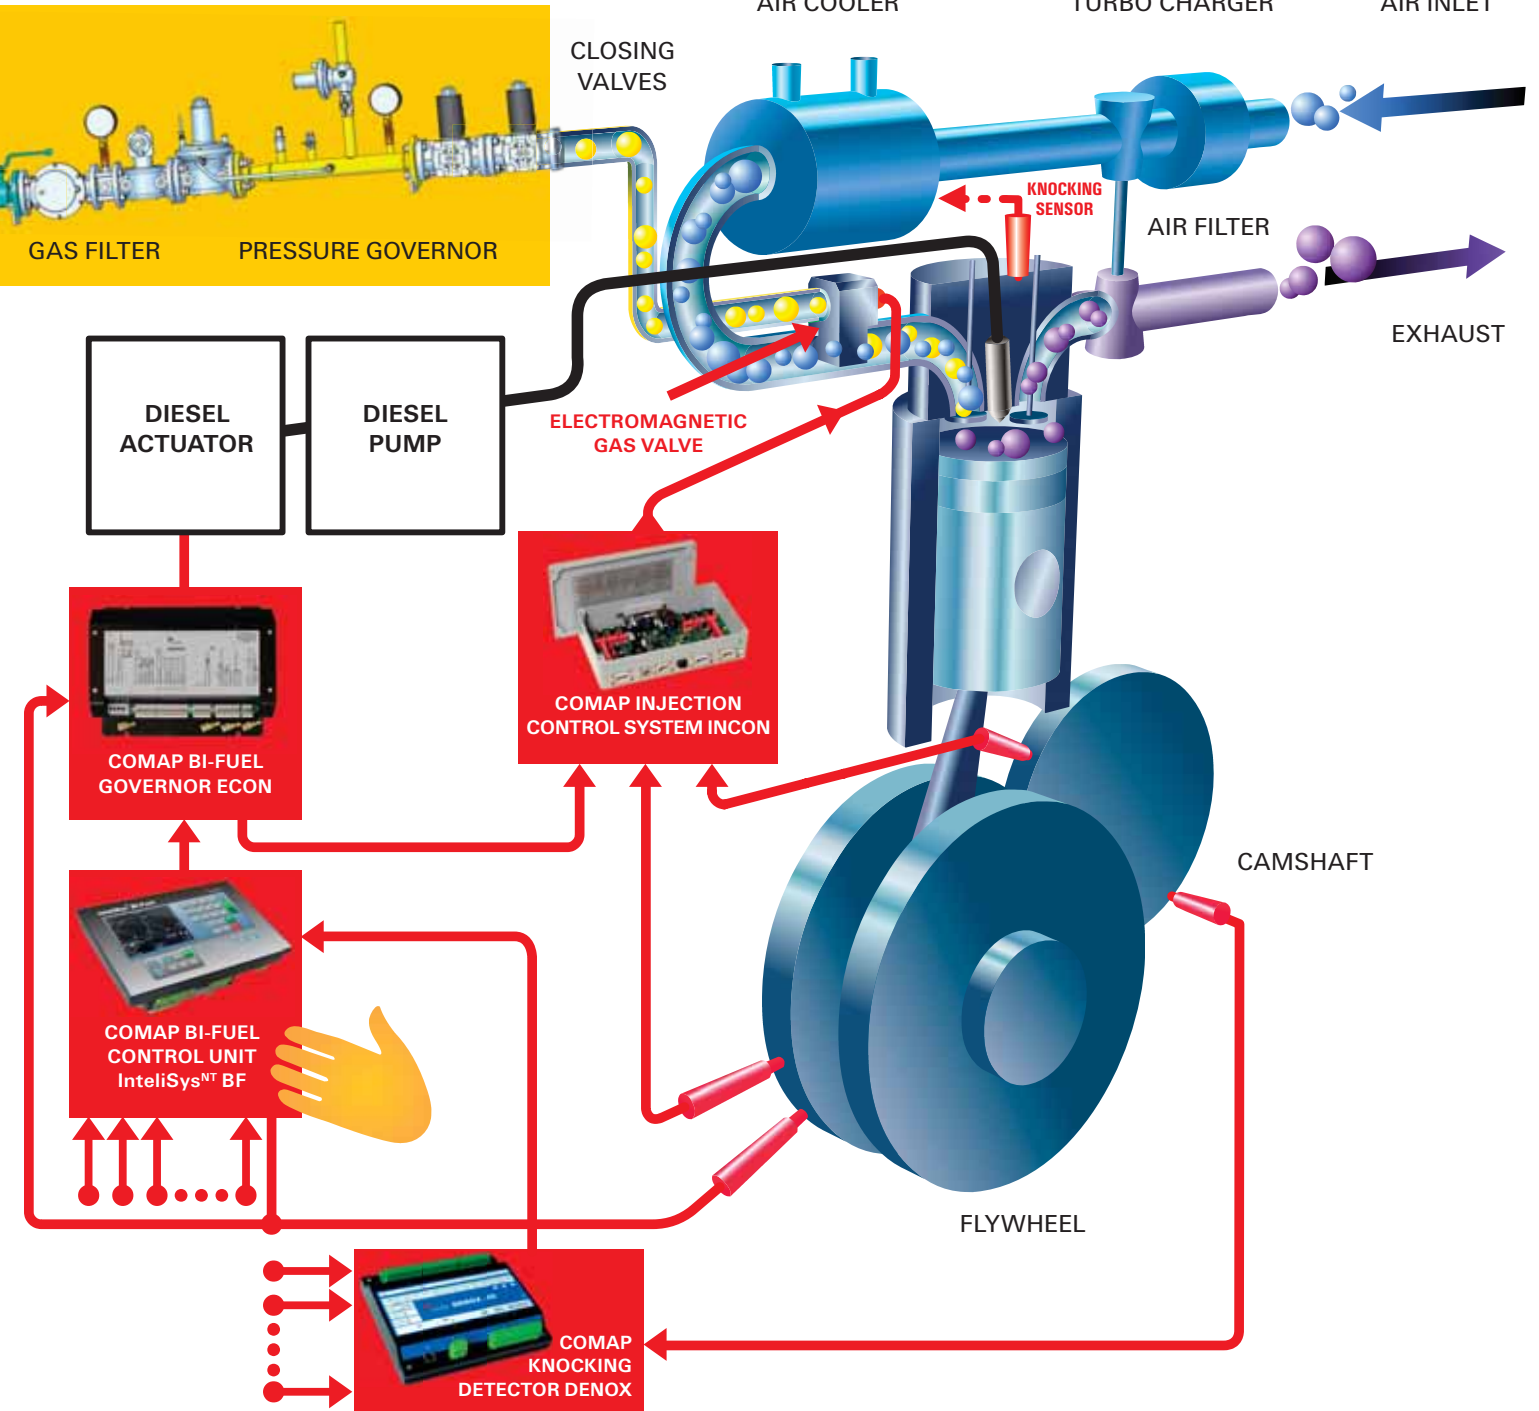 AIR COOLER
TURBO CHARGER
AIR INLET
CLOSING
VALVES
KNOCKING
SENSOR
AIR FILTER
GAS FILTER
PRESSURE GOVERNOR
EXHAUST
DIESEL
ACTUATOR
DIESEL
PUMP
ELECTROMAGNETIC
GAS VALVE
COMAP INJECTION
CONTROL SYSTEM INCON
COMAP BI-FUEL
GOVERNOR ECON
CAMSHAFT
COMAP BI-FUEL
CONTROL UNIT
InteliSysNT BF
FLYWHEEL
COMAP
KNOCKING
DETECTOR DENOX